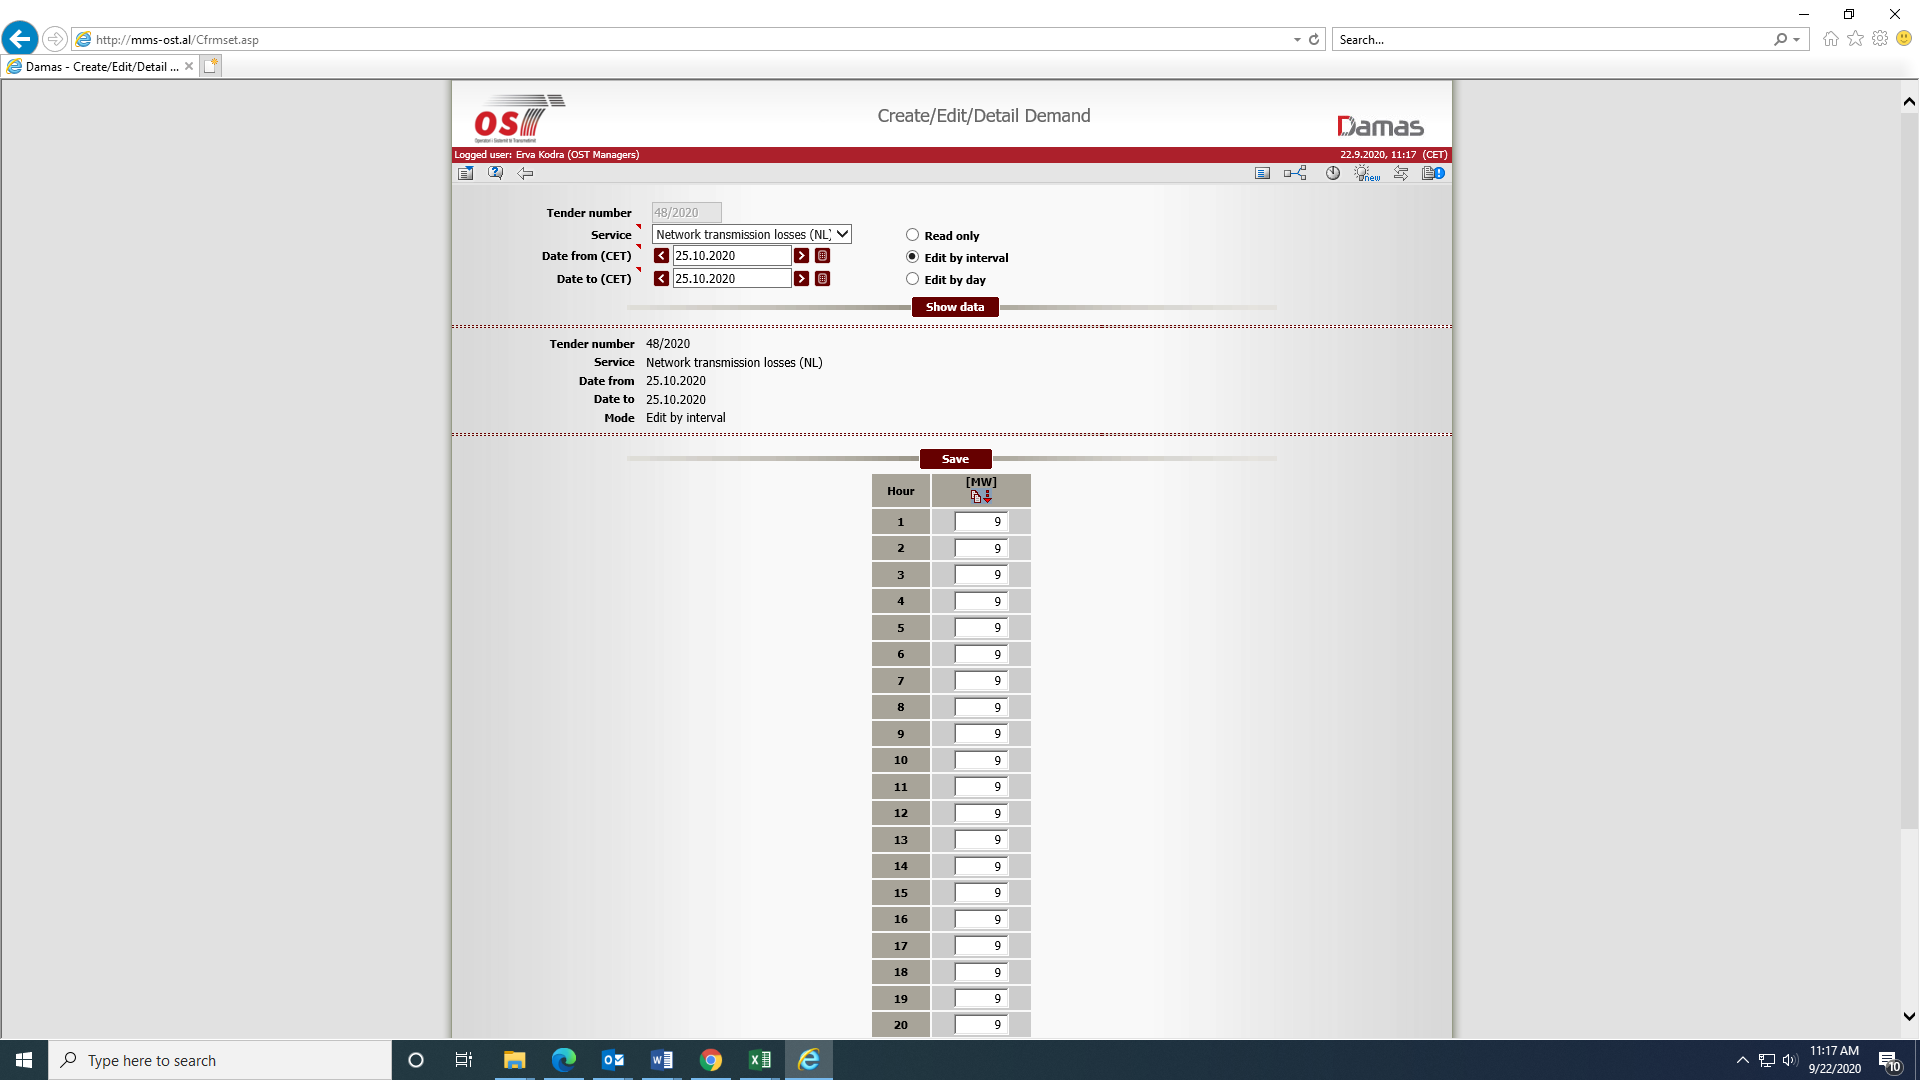 http://mms-ost.al/Cfrmset.asp
Search...
Damas - Create/Edit/Detail ...
OST
Create/Edit/Detail Demand
Damas
Logged user: Erva Kodra (OST Managers)
22.9.2020, 11:17 (CET)
new
Tender number 48/2020
Service Network transmission losses (NL)
Read only
Date from (CET) 25.10.2020
Edit by interval
Date to (CET) 25.10.2020
Edit by day
Show data
Tender number 48/2020
Service Network transmission losses (NL)
Date from 25.10.2020
Date to 25.10.2020
Mode Edit by interval
Save
Hour [MW]
1 9
2 9
3 9
4 9
5 9
6 9
7 9
8 9
9 9
10 9
11 9
12 9
13 9
14 9
15 9
16 9
17 9
18 9
19 9
20 9
Type here to search
11:17 AM
9/22/2020
10